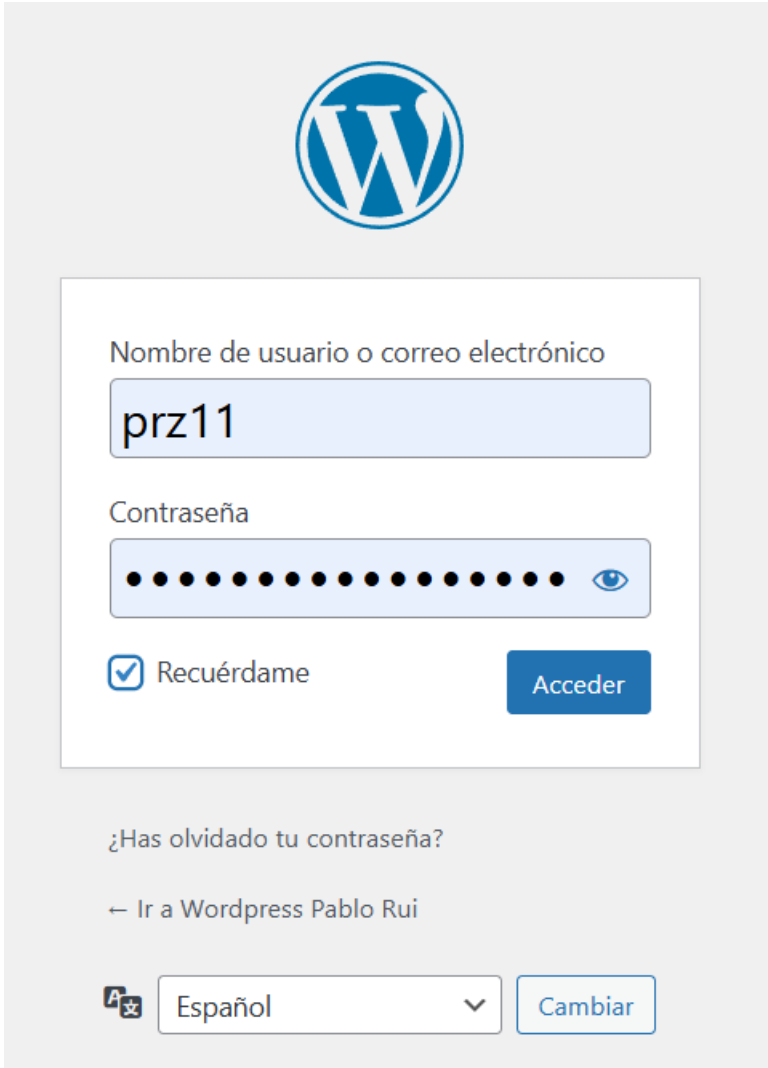 Nombre de usuario o correo electrónico
prz11
Contraseña
•••••••••••••••••
Recuérdame
Acceder
¿Has olvidado tu contraseña?
← Ir a Wordpress Pablo Rui
Español
Cambiar